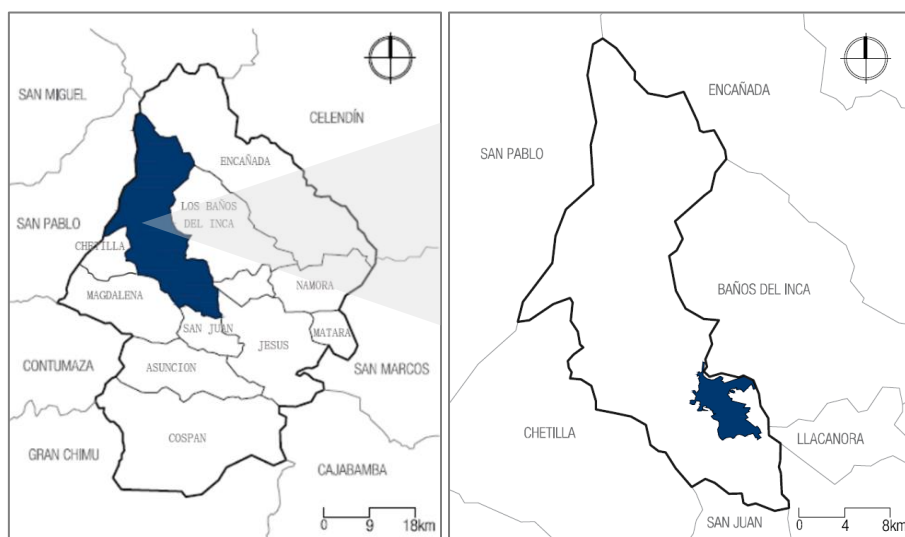 SAN MIGUEL
CELENDÍN
ENCAÑADA
LOS BAÑOS
DEL INCA
SAN PABLO
CHETILLA
MAGDALENA
NAMORA
SAN JUAN
MATARA
JESUS
CONTUMAZA
ASUNCION
SAN MARCOS
COSPAN
GRAN CHIMU
CAJABAMBA
0 9 18km
ENCAÑADA
SAN PABLO
BAÑOS DEL INCA
CHETILLA
LLACANORA
SAN JUAN
0 4 8km